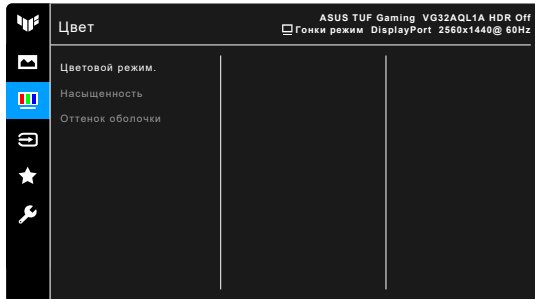 Цвет
ASUS TUF Gaming VG32AQL1A HDR Off
Гонки режим DisplayPort 2560x1440@ 60Hz
Цветовой режим.
Насыщенность
Оттенок оболочки